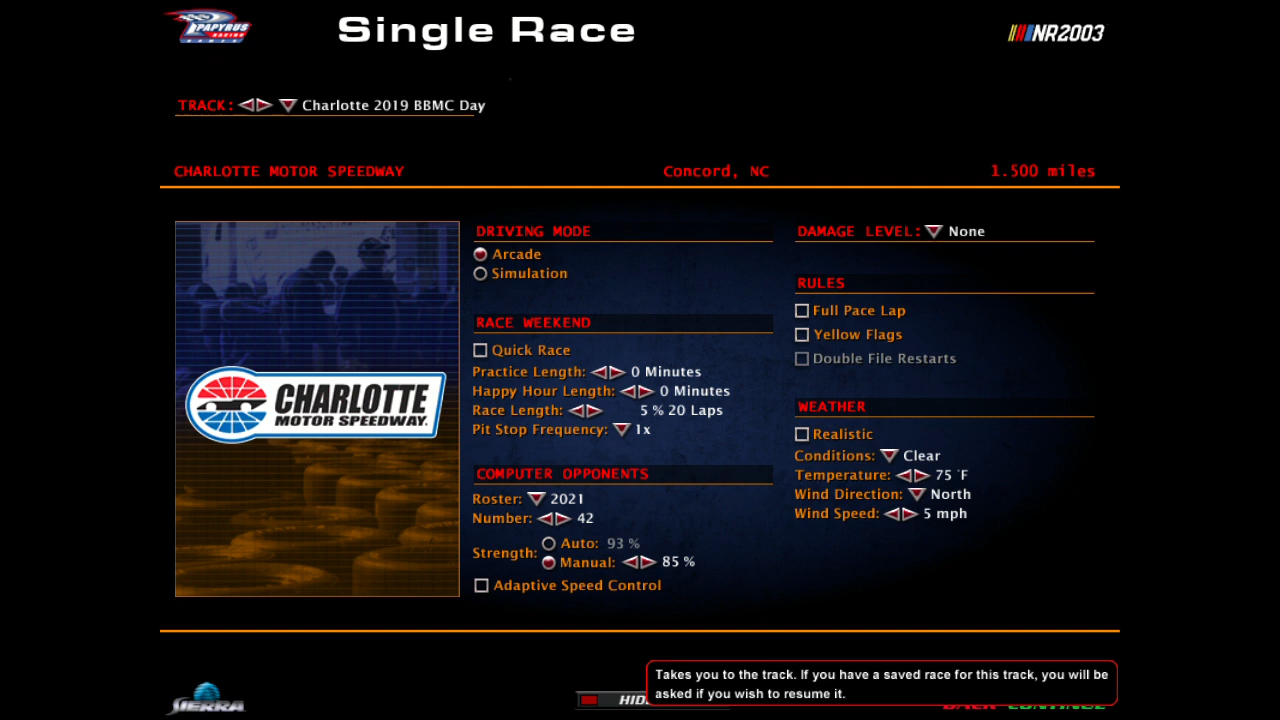 PAPYRUS
RACING
GAMES
Single Race
NR2003
TRACK: Charlotte 2019 BBMC Day
CHARLOTTE MOTOR SPEEDWAY Concord, NC 1.500 miles
DRIVING MODE
Arcade
Simulation
RACE WEEKEND
Quick Race
Practice Length: 0 Minutes
Happy Hour Length: 0 Minutes
Race Length: 5 % 20 Laps
Pit Stop Frequency: 1x
COMPUTER OPPONENTS
Roster: 2021
Number: 42
Strength:
Auto: 93 %
Manual: 85 %
Adaptive Speed Control
DAMAGE LEVEL: None
RULES
Full Pace Lap
Yellow Flags
Double File Restarts
WEATHER
Realistic
Conditions: Clear
Temperature: 75 °F
Wind Direction: North
Wind Speed: 5 mph
CHARLOTTE
MOTOR SPEEDWAY.
Takes you to the track. If you have a saved race for this track, you will be
asked if you wish to resume it.
SIERRA
BACK CONTINUE